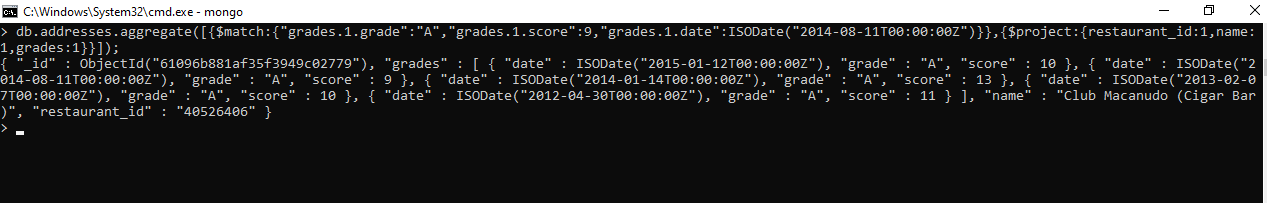 C:\Windows\System32\cmd.exe - mongo
> db.addresses.aggregate([{$match:{"grades.1.grade":"A","grades.1.score":9,"grades.1.date":ISODate("2014-08-11T00:00:00Z")}},{$project:{restaurant_id:1,name:
1,grades:1}}]);
{ "_id" : ObjectId("61096b881af35f3949c02779"), "grades" : [ { "date" : ISODate("2015-01-12T00:00:00Z"), "grade" : "A", "score" : 10 }, { "date" : ISODate("2
014-08-11T00:00:00Z"), "grade" : "A", "score" : 9 }, { "date" : ISODate("2014-01-14T00:00:00Z"), "grade" : "A", "score" : 13 }, { "date" : ISODate("2013-02-0
7T00:00:00Z"), "grade" : "A", "score" : 10 }, { "date" : ISODate("2012-04-30T00:00:00Z"), "grade" : "A", "score" : 11 } ], "name" : "Club Macanudo (Cigar Bar
)", "restaurant_id" : "40526406" }
>